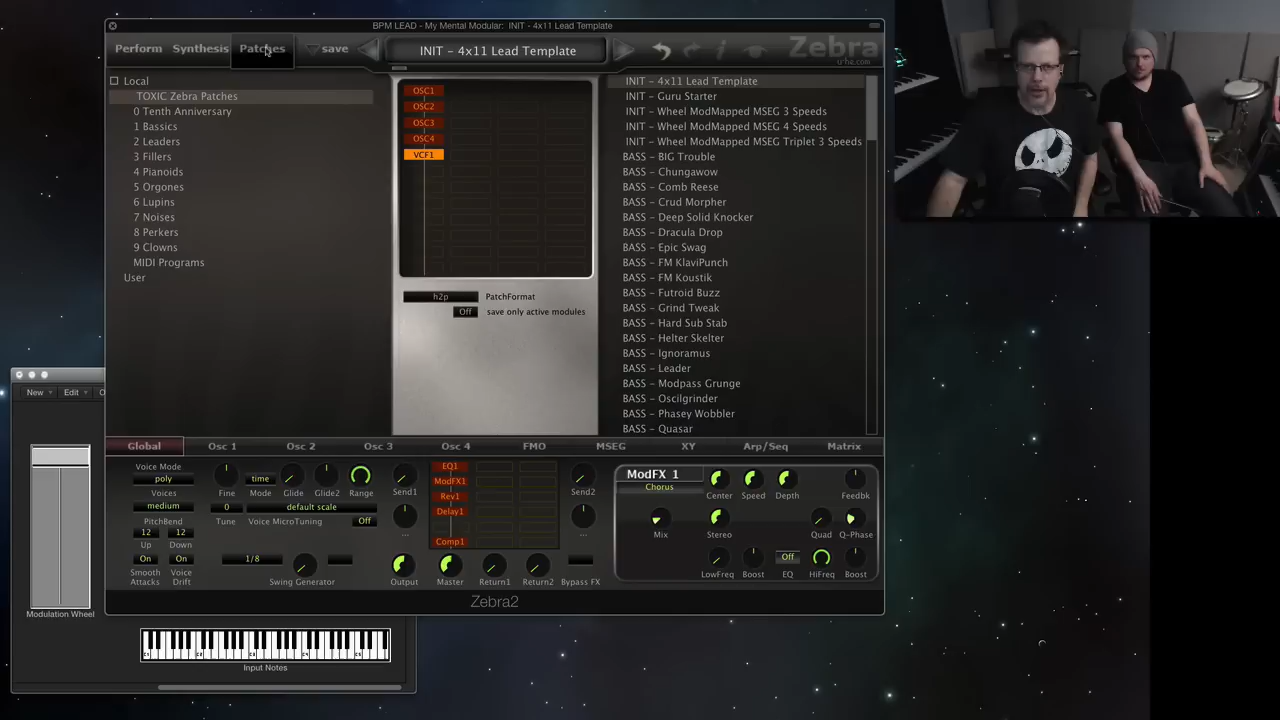 BPM LEAD - My Mental Modular: INIT - 4x11 Lead Template
Perform Synthesis Patches save INIT - 4x11 Lead Template Zebra
u-he.com
Local
TOXIC Zebra Patches
0 Tenth Anniversary
1 Bassics
2 Leaders
3 Fillers
4 Pianoids
5 Orgones
6 Lupins
7 Noises
8 Perkers
9 Clowns
MIDI Programs
User
OSC1
OSC2
OSC3
OSC4
VCF1
h2p PatchFormat
Off save only active modules
INIT - 4x11 Lead Template
INIT - Guru Starter
INIT - Wheel ModMapped MSEG 3 Speeds
INIT - Wheel ModMapped MSEG 4 Speeds
INIT - Wheel ModMapped MSEG Triplet 3 Speeds
BASS - BIG Trouble
BASS - Chungawow
BASS - Comb Reese
BASS - Crud Morpher
BASS - Deep Solid Knocker
BASS - Dracula Drop
BASS - Epic Swag
BASS - FM KlaviPunch
BASS - FM Koustik
BASS - Futroid Buzz
BASS - Grind Tweak
BASS - Hard Sub Stab
BASS - Helter Skelter
BASS - Ignoramus
BASS - Leader
BASS - Modpass Grunge
BASS - Oscilgrinder
BASS - Phasey Wobbler
BASS - Quasar
Global Osc 1 Osc 2 Osc 3 Osc 4 FMO MSEG XY Arp/Seq Matrix
Voice Mode
poly
Voices
medium
PitchBend
12 12
Up Down
On On
Smooth Attacks
Voice Drift
Fine Mode Glide Glide2 Range
time
0 default scale
Tune Voice MicroTuning Off
1/8
Swing Generator
Send1
...
Output
EQ1
ModFX1
Rev1
Delay1
Comp1
Master Return1 Return2 Bypass FX
Send2
...
ModFX 1
Chorus
Center Speed Depth Feedbk
Mix Stereo Quad Q-Phase
LowFreq Boost Off EQ HiFreq Boost
Zebra2
New Edit
Modulation Wheel
Input Notes